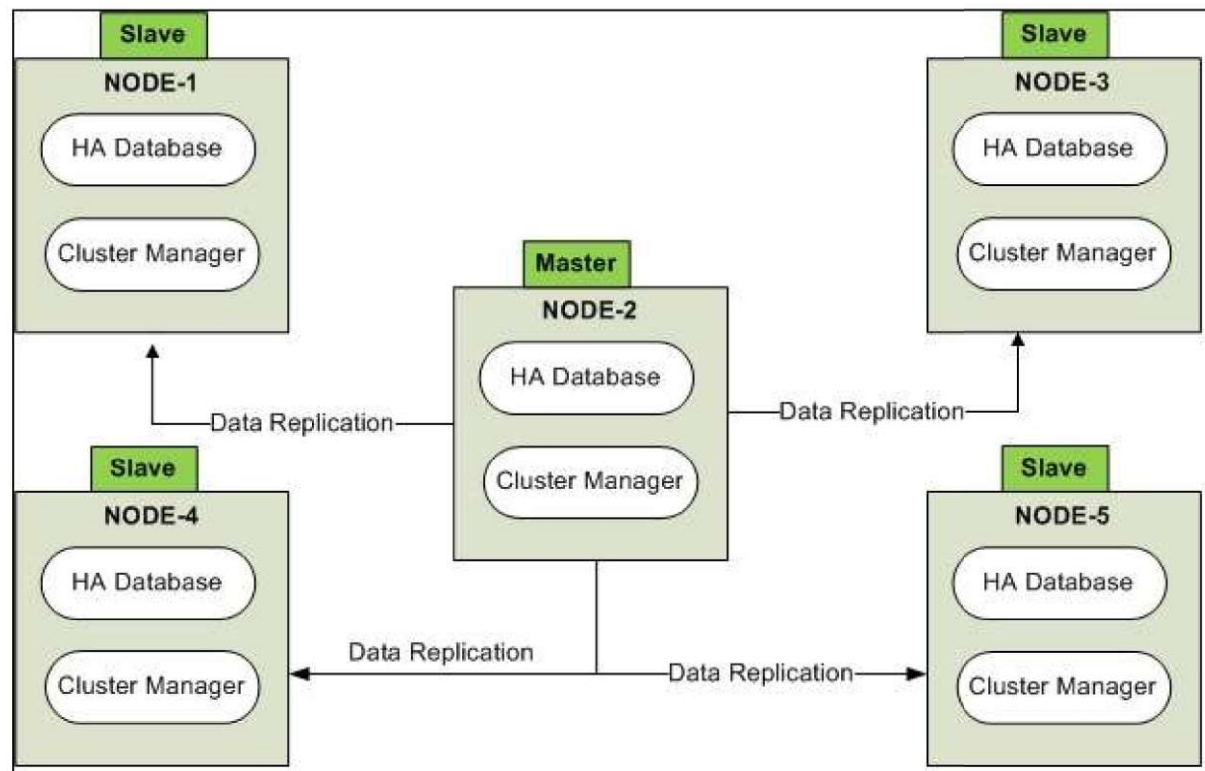 Slave
NODE-1
HA Database
Cluster Manager
Slave
NODE-3
HA Database
Cluster Manager
Master
NODE-2
HA Database
Cluster Manager
Data Replication
Data Replication
Slave
NODE-4
HA Database
Cluster Manager
Slave
NODE-5
HA Database
Cluster Manager
Data Replication
Data Replication